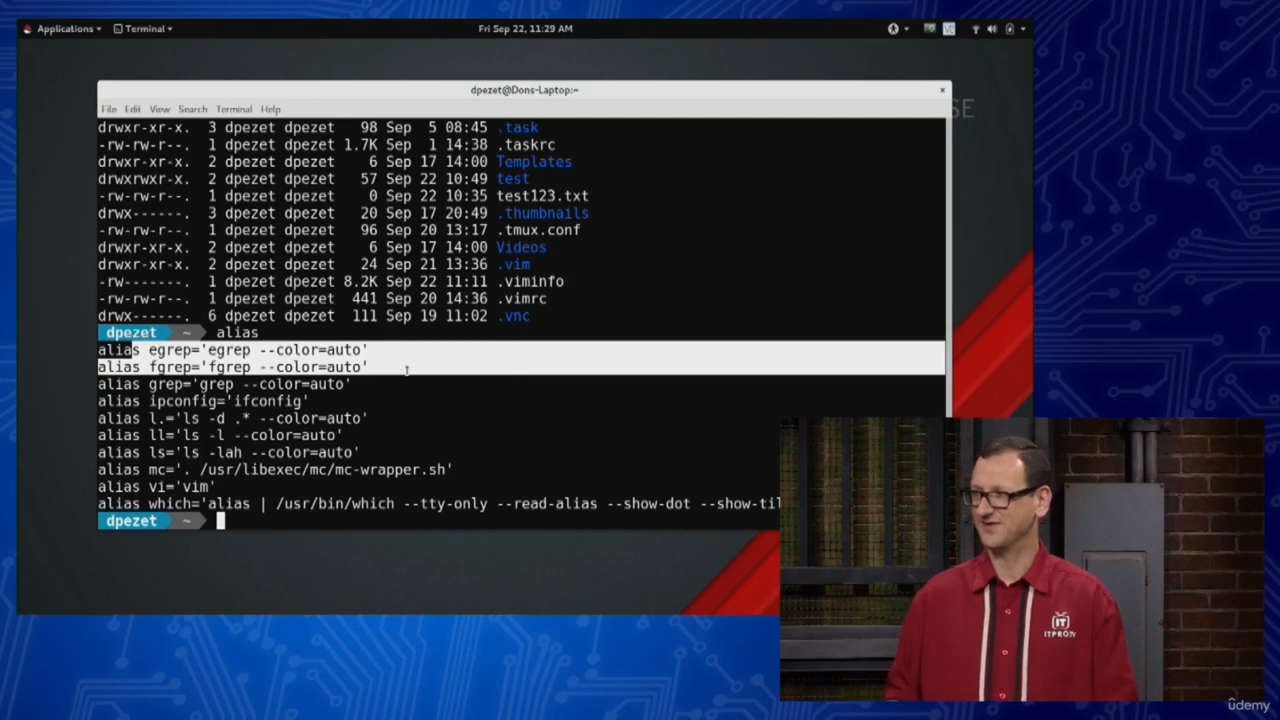 Applications
Terminal
Fri Sep 22, 11:29 AM
dpezet@Dons-Laptop:~
File Edit View Search Terminal Help
SE
drwxr-xr-x. 3 dpezet dpezet 98 Sep 5 08:45 .task
-rw-rw-r--. 1 dpezet dpezet 1.7K Sep 1 14:38 .taskrc
drwxr-xr-x. 2 dpezet dpezet 6 Sep 17 14:00 Templates
drwxrwxr-x. 2 dpezet dpezet 57 Sep 22 10:49 test
-rw-rw-r--. 1 dpezet dpezet 0 Sep 22 10:35 test123.txt
drwx------. 3 dpezet dpezet 20 Sep 17 20:49 .thumbnails
-rw-rw-r--. 1 dpezet dpezet 96 Sep 20 13:17 .tmux.conf
drwxr-xr-x. 2 dpezet dpezet 6 Sep 17 14:00 Videos
drwxr-xr-x. 2 dpezet dpezet 24 Sep 21 13:36 .vim
-rw-------. 1 dpezet dpezet 8.2K Sep 22 11:11 .viminfo
-rw-rw-r--. 1 dpezet dpezet 441 Sep 20 14:36 .vimrc
drwx------. 6 dpezet dpezet 111 Sep 19 11:02 .vnc
dpezet ~ alias
alias egrep='egrep --color=auto'
alias fgrep='fgrep --color=auto'
alias grep='grep --color=auto'
alias ipconfig='ifconfig'
alias l.='ls -d .* --color=auto'
alias ll='ls -l --color=auto'
alias ls='ls -lah --color=auto'
alias mc='. /usr/libexec/mc/mc-wrapper.sh'
alias vi='vim'
alias which='alias | /usr/bin/which --tty-only --read-alias --show-dot --show-til
dpezet ~
IT
ITPRO.TV
ûdemy